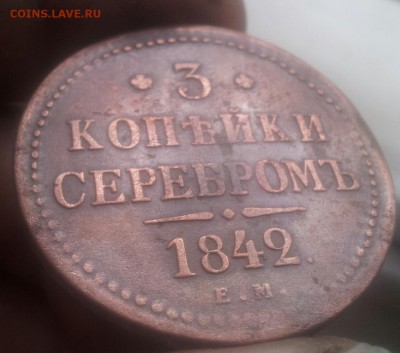 COINS.LAVE.RU
3
КОПѢЙКИ
СЕРЕБРОМЪ
1842.
Е.М.